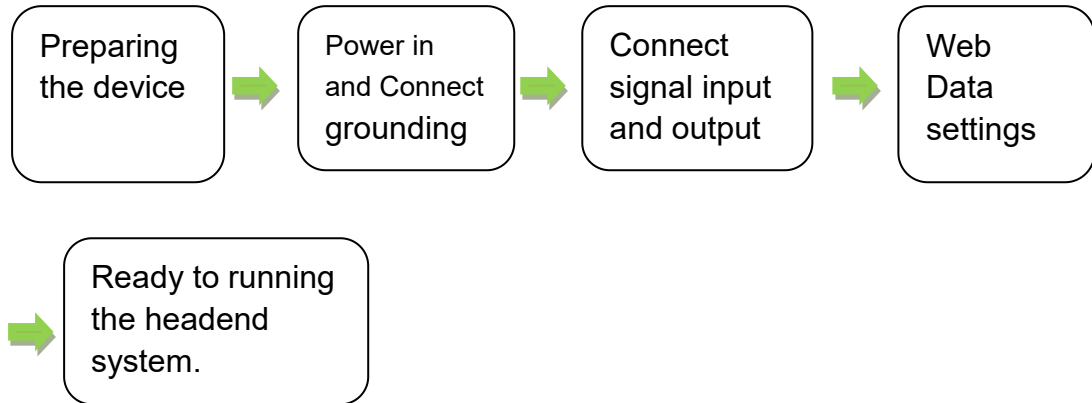 Preparing
the device
Power in
and Connect
grounding
Connect
signal input
and output
Web
Data
settings
Ready to running
the headend
system.